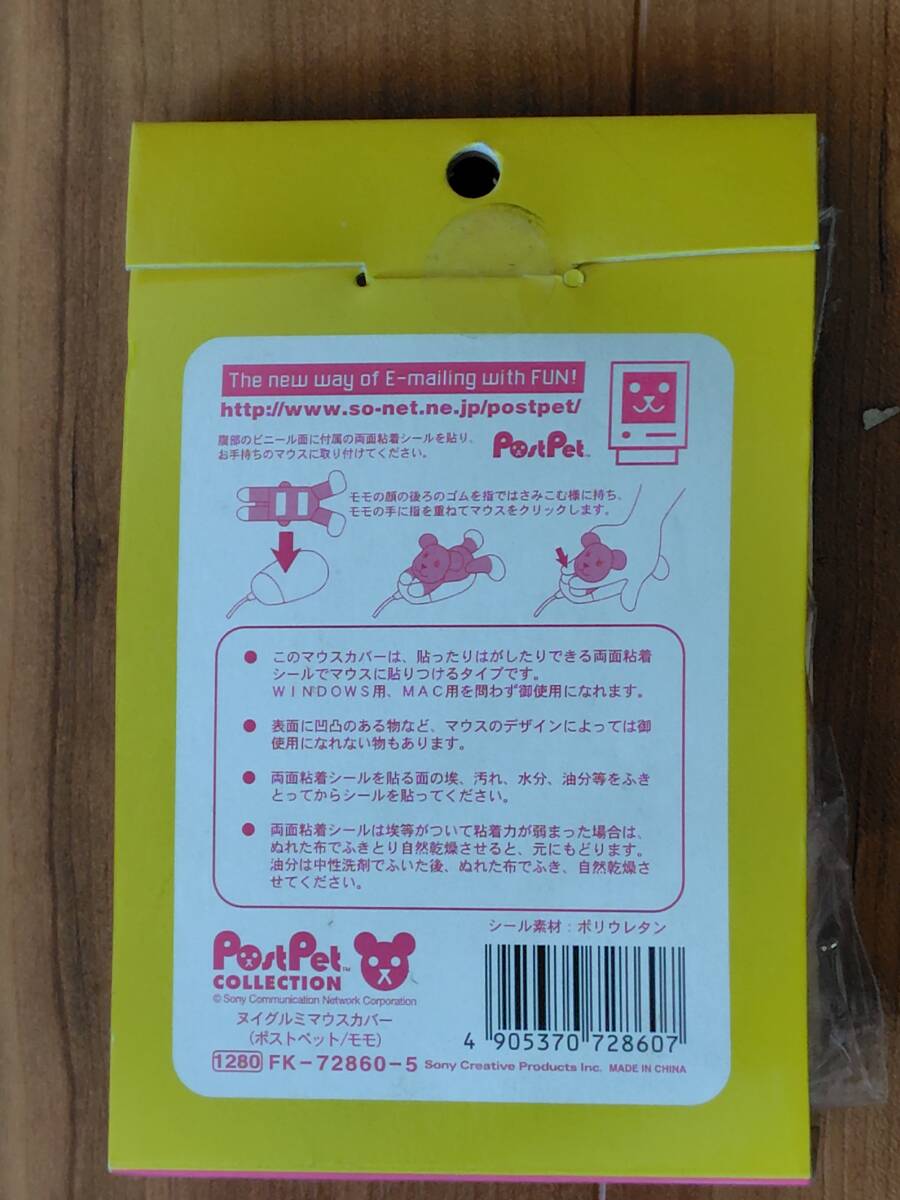 The new way of E-mailing with FUN!
http://www.so-net.ne.jp/postpet/
腹部のビニール面に付属の両面粘着シールを貼り、
お手持ちのマウスに取り付けてください。
PostPet™
モモの顔の後ろのゴムを指ではさみこむ様に持ち、
モモの手に指を重ねてマウスをクリックします。
● このマウスカバーは、貼ったりはがしたりできる両面粘着
シールでマウスに貼りつけるタイプです。
ＷＩＮＤＯＷＳ用、ＭＡＣ用を問わず御使用になれます。
● 表面に凹凸のある物など、マウスのデザインによっては御
使用になれない物もあります。
● 両面粘着シールを貼る面の埃、汚れ、水分、油分等をふき
とってからシールを貼ってください。
● 両面粘着シールは埃等がついて粘着力が弱まった場合は、
ぬれた布でふきとり自然乾燥させると、元にもどります。
油分は中性洗剤でふいた後、ぬれた布でふき、自然乾燥さ
せてください。
シール素材：ポリウレタン
PostPet™
COLLECTION
© Sony Communication Network Corporation
ヌイグルミマウスカバー
(ポストペット/モモ)
4 905370 728607
1280 FK-72860-5 Sony Creative Products Inc. MADE IN CHINA